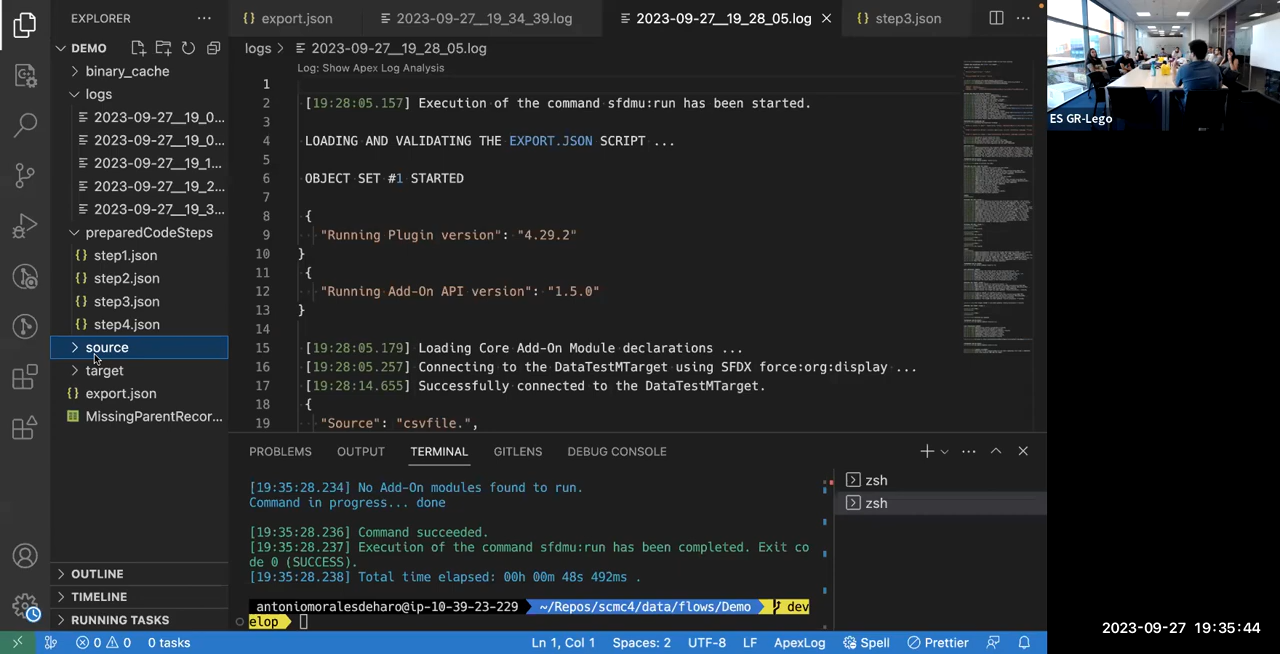 EXPLORER
DEMO
binary_cache
logs
2023-09-27__19_0...
2023-09-27__19_0...
2023-09-27__19_1...
2023-09-27__19_2...
2023-09-27__19_3...
preparedCodeSteps
step1.json
step2.json
step3.json
step4.json
source
target
export.json
MissingParentRecor...
OUTLINE
TIMELINE
RUNNING TASKS
export.json
2023-09-27__19_34_39.log
2023-09-27__19_28_05.log
step3.json
logs > 2023-09-27__19_28_05.log
Log: Show Apex Log Analysis
1
2 [19:28:05.157] Execution of the command sfdmu:run has been started.
3
4 LOADING AND VALIDATING THE EXPORT.JSON SCRIPT ...
5
6 OBJECT SET #1 STARTED
7
8 {
9 "Running Plugin version": "4.29.2"
10 }
11 {
12 "Running Add-On API version": "1.5.0"
13 }
14
15 [19:28:05.179] Loading Core Add-On Module declarations ...
16 [19:28:05.257] Connecting to the DataTestMTarget using SFDX force:org:display ...
17 [19:28:14.655] Successfully connected to the DataTestMTarget.
18 {
19 "Source": "csvfile.",
PROBLEMS OUTPUT TERMINAL GITLENS DEBUG CONSOLE
[19:35:28.234] No Add-On modules found to run.
Command in progress... done
[19:35:28.236] Command succeeded.
[19:35:28.237] Execution of the command sfdmu:run has been completed. Exit co
de 0 (SUCCESS).
[19:35:28.238] Total time elapsed: 00h 00m 48s 492ms .
antoniomoralesdeharo@ip-10-39-23-229 ~/Repos/scmc4/data/flows/Demo dev
elop
zsh
zsh
0 0 0 tasks
Ln 1, Col 1 Spaces: 2 UTF-8 LF ApexLog Spell Prettier
ES GR-Lego
2023-09-27 19:35:44